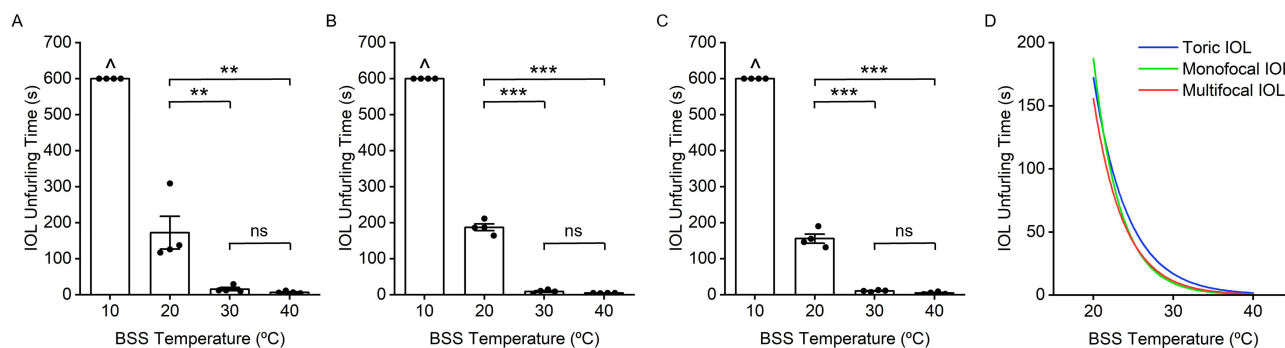 A
B
C
D
IOL Unfurling Time (s)
700
600
500
400
300
200
100
0
^
**
**
ns
10
20
30
40
BSS Temperature (ºC)
IOL Unfurling Time (s)
700
600
500
400
300
200
100
0
^
***
***
ns
10
20
30
40
BSS Temperature (ºC)
IOL Unfurling Time (s)
700
600
500
400
300
200
100
0
^
***
***
ns
10
20
30
40
BSS Temperature (ºC)
IOL Unfurling Time (s)
200
150
100
50
0
Toric IOL
Monofocal IOL
Multifocal IOL
20
30
40
BSS Temperature (ºC)